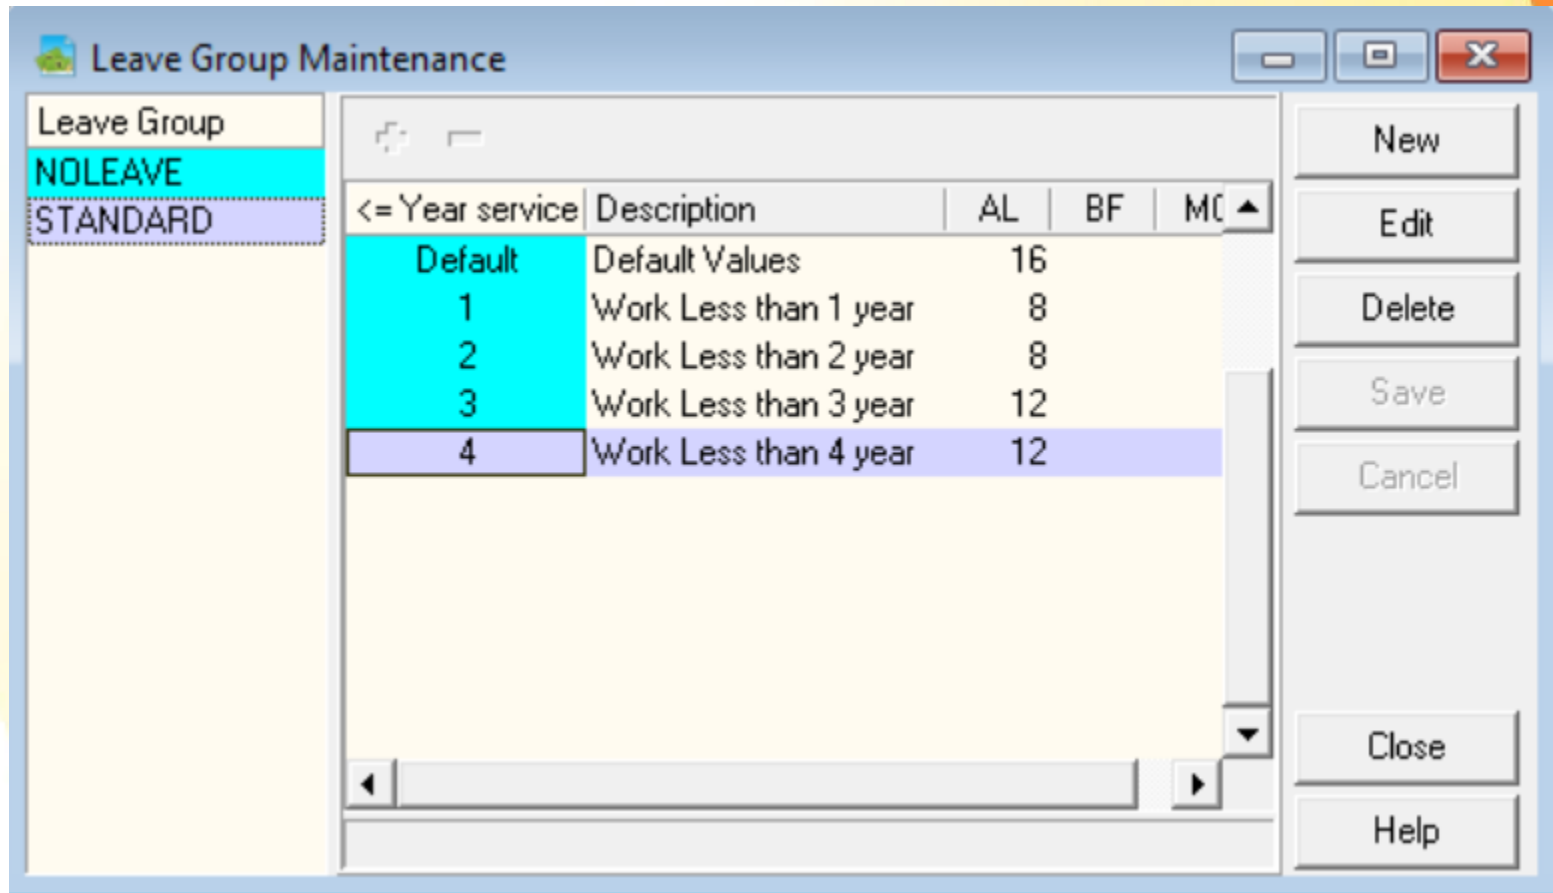 Leave Group Maintenance
Leave Group
NOLEAVE
STANDARD
<= Year service Description AL BF
Default Default Values 16
1 Work Less than 1 year 8
2 Work Less than 2 year 8
3 Work Less than 3 year 12
4 Work Less than 4 year 12
New
Edit
Delete
Save
Cancel
Close
Help